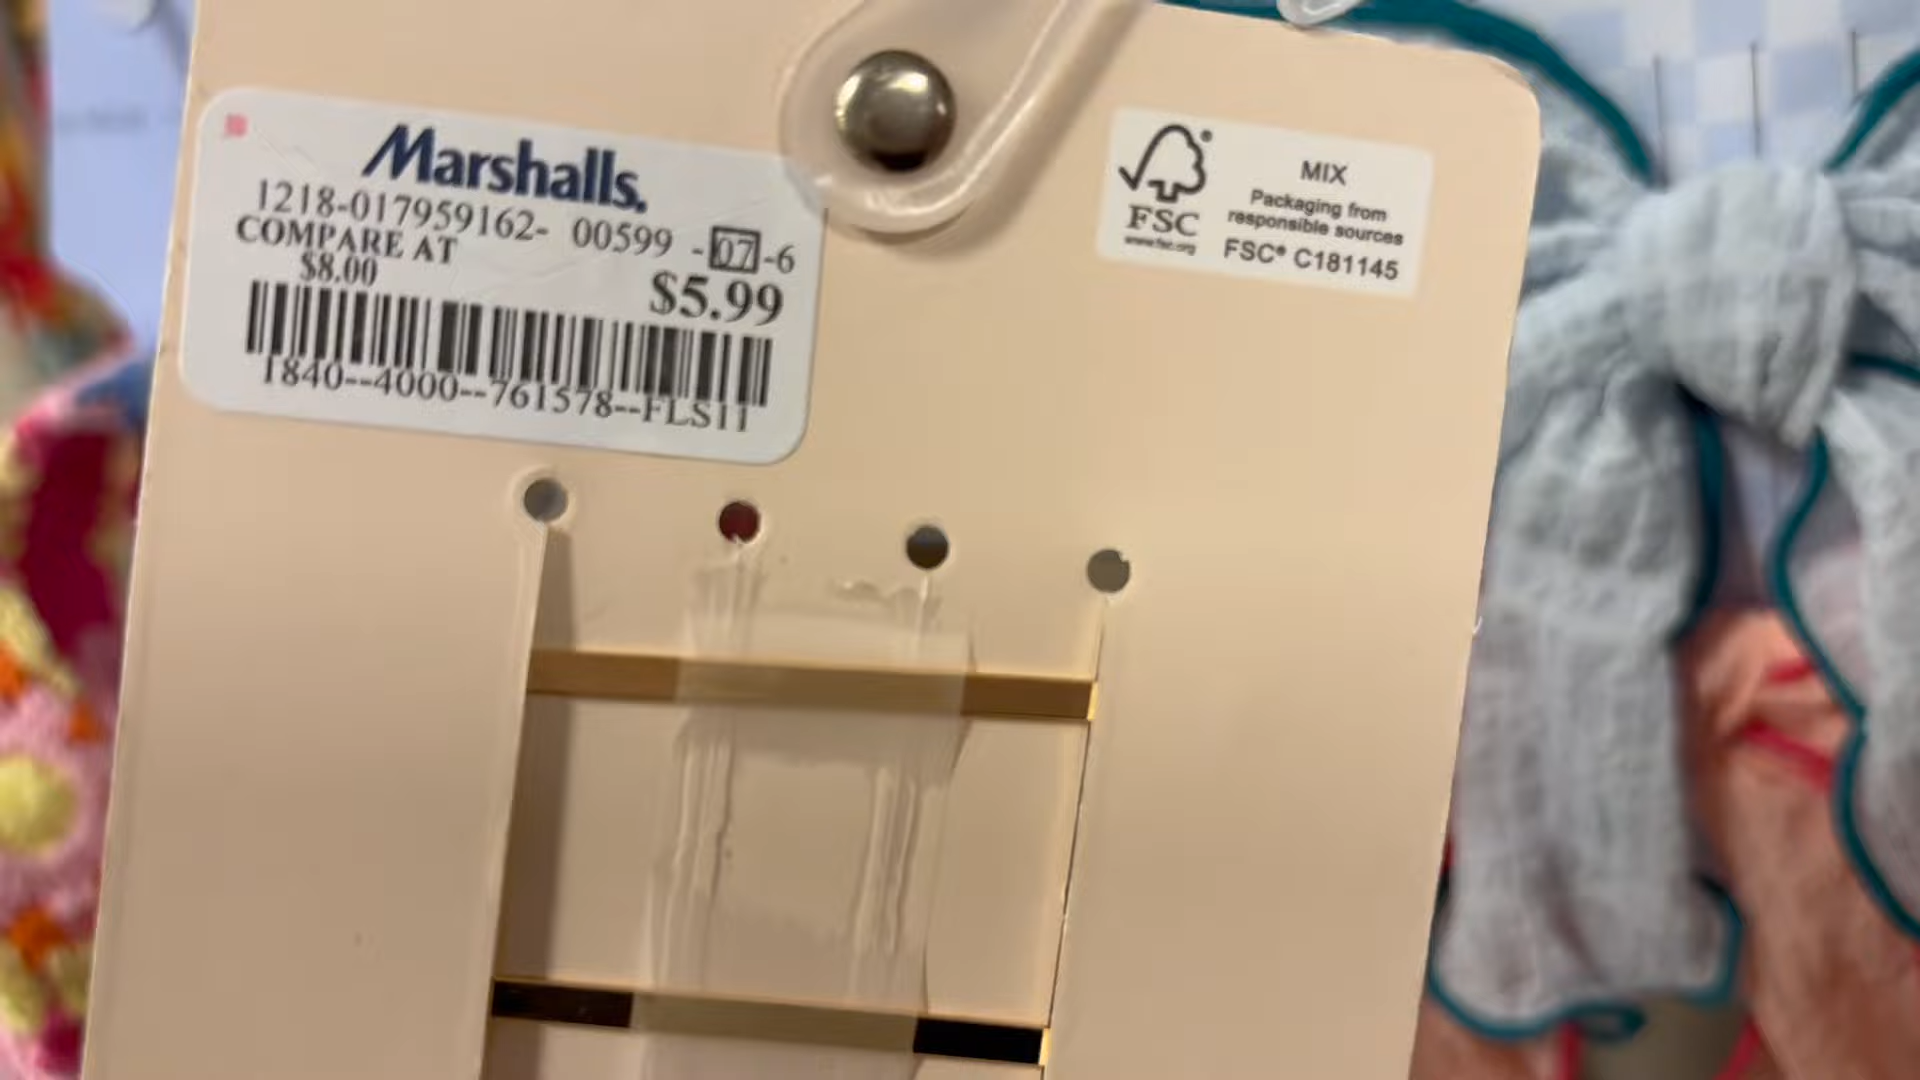 Marshalls.
1218-017959162- 00599 -07-6
COMPARE AT
$8.00
$5.99
1840--4000--761578--FLS11
FSC
www.fsc.org
MIX
Packaging from
responsible sources
FSC® C181145